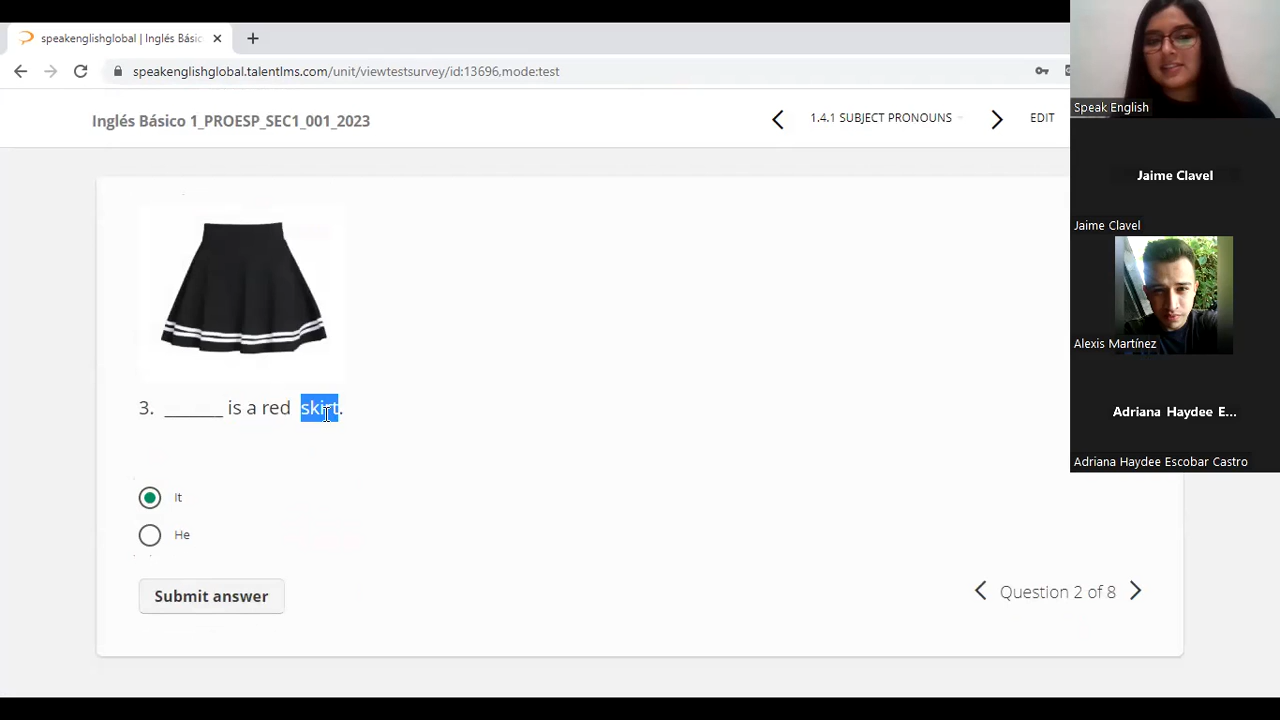 speakenglishglobal | Inglés Básic
speakenglishglobal.talentlms.com/unit/viewtestsurvey/id:13696,mode:test
Inglés Básico 1_PROESP_SEC1_001_2023
1.4.1 SUBJECT PRONOUNS
EDIT
3. _______ is a red skirt.
It
He
Submit answer
Question 2 of 8
Speak English
Jaime Clavel
Jaime Clavel
Alexis Martínez
Adriana Haydee E...
Adriana Haydee Escobar Castro